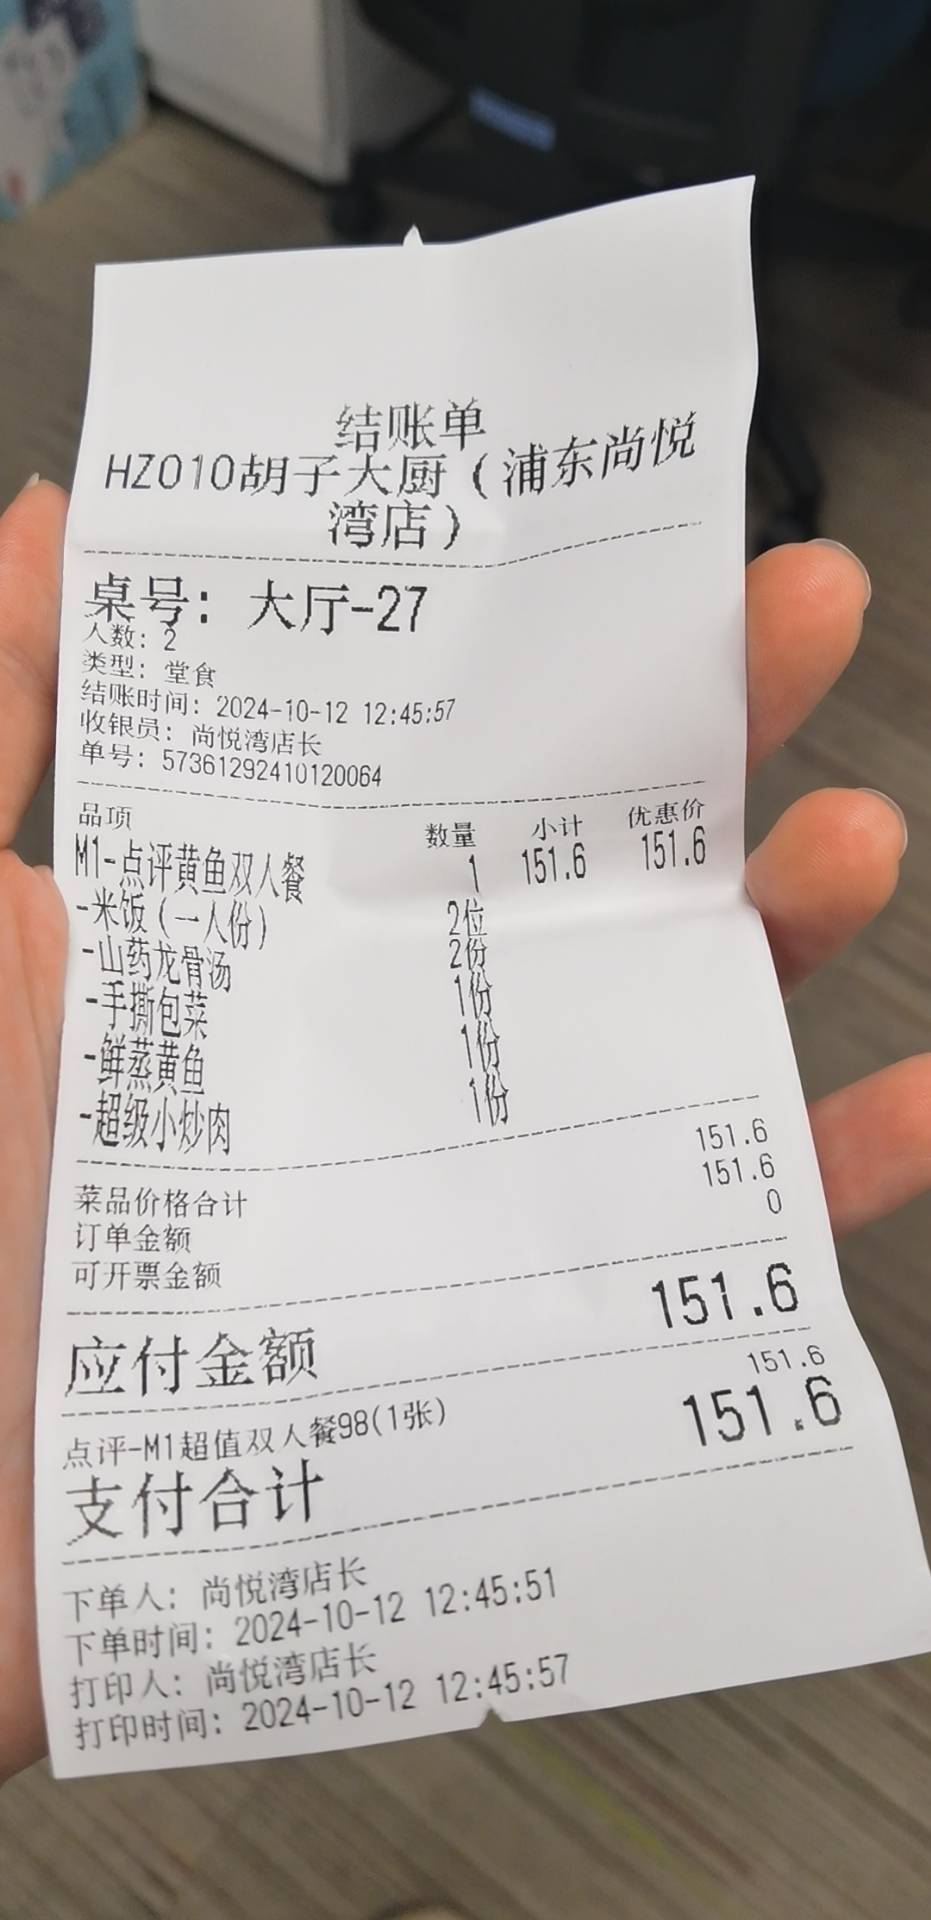 结账单
HZ010胡子大厨（浦东尚悦
湾店）
桌号：大厅-27
人数：2
类型：堂食
结账时间：2024-10-12 12:45:57
收银员：尚悦湾店长
单号：57361292410120064
品项 数量 小计 优惠价
M1-点评黄鱼双人餐 1 151.6 151.6
-米饭（一人份） 2位
-山药龙骨汤 2份
-手撕包菜 1份
-鲜蒸黄鱼 1份
-超级小炒肉 1份
菜品价格合计 151.6
订单金额 151.6
可开票金额 0
应付金额 151.6
点评-M1超值双人餐98(1张) 151.6
支付合计 151.6
下单人：尚悦湾店长
下单时间：2024-10-12 12:45:51
打印人：尚悦湾店长
打印时间：2024-10-12 12:45:57